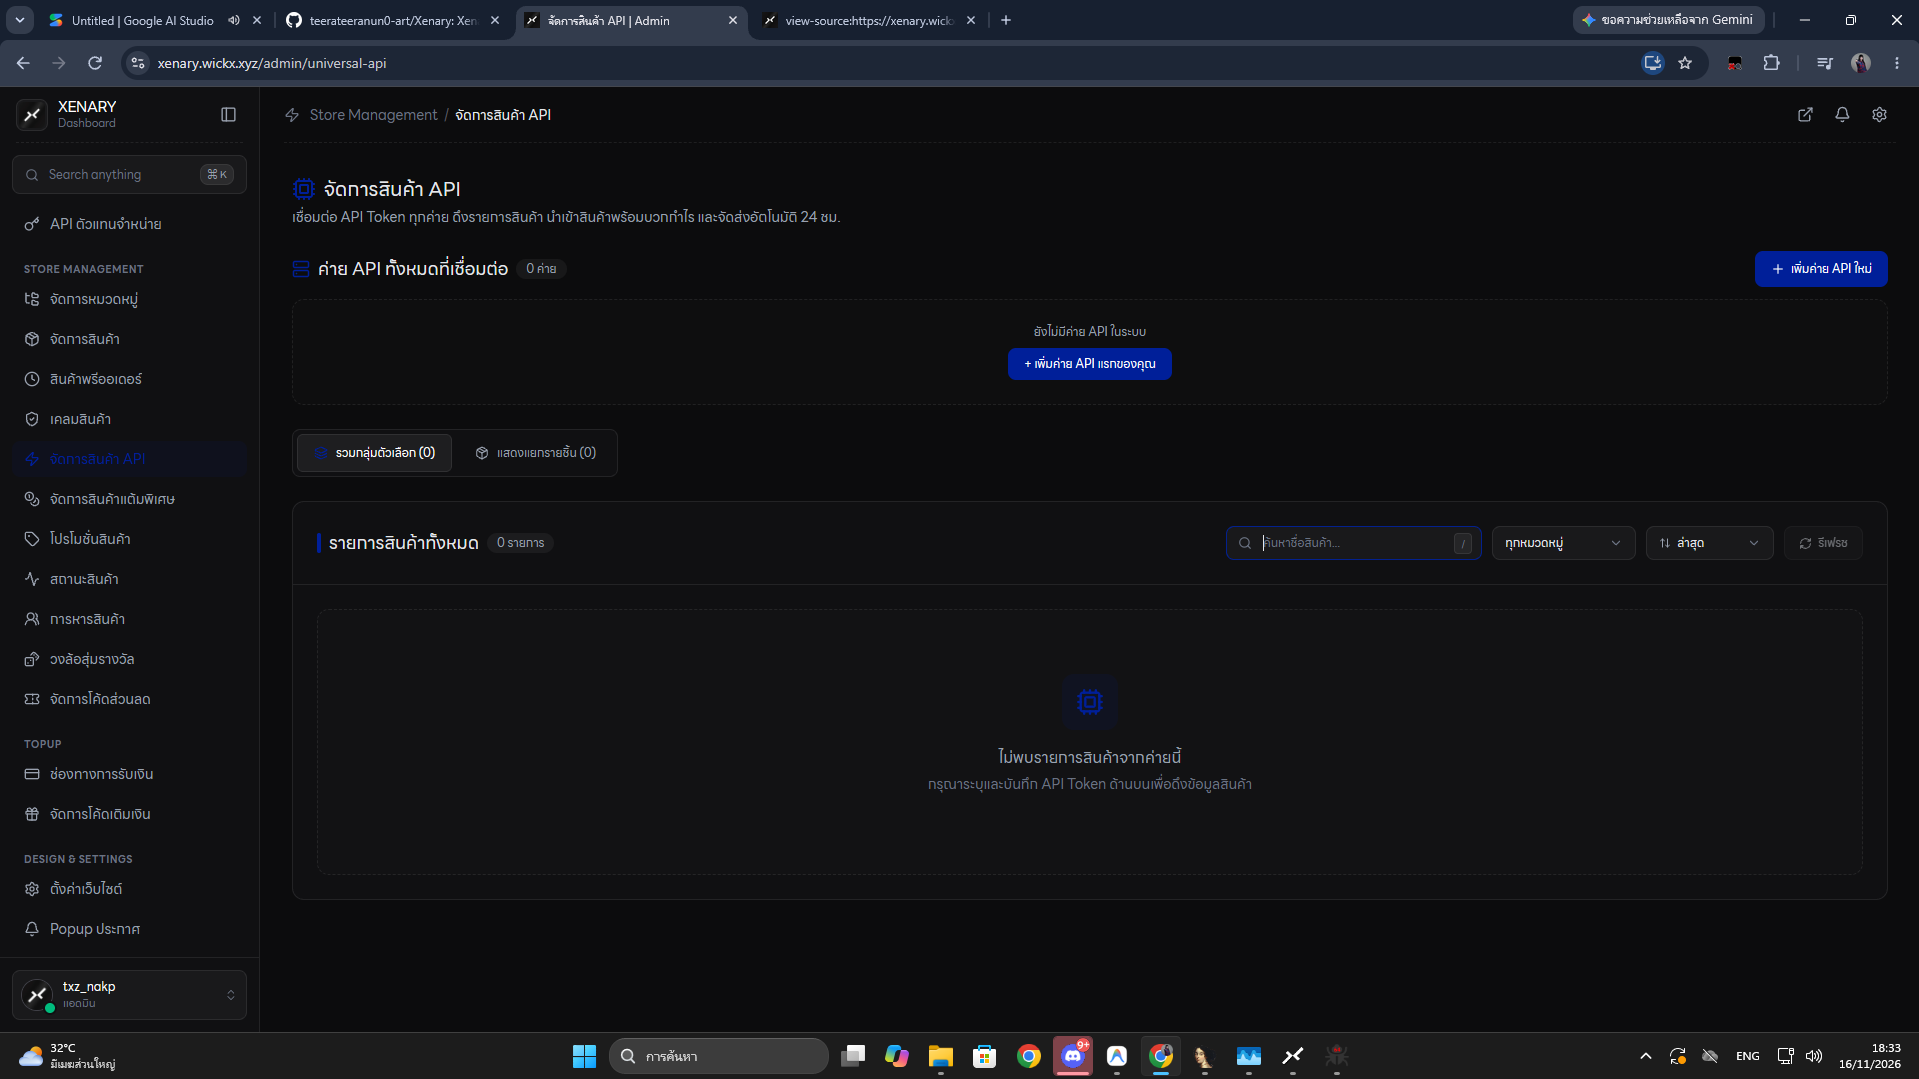 Untitled | Google AI Studio
teerateeranun0-art/Xenary: Xen
จัดการสินค้า API | Admin
view-source:https://xenary.wickx
ขอความช่วยเหลือจาก Gemini
xenary.wickx.xyz/admin/universal-api
XENARY
Dashboard
Search anything
⌘ K
API ตัวแทนจำหน่าย
STORE MANAGEMENT
จัดการหมวดหมู่
จัดการสินค้า
สินค้าพรีออเดอร์
เคลมสินค้า
จัดการสินค้า API
จัดการสินค้าแต้มพิเศษ
โปรโมชั่นสินค้า
สถานะสินค้า
การหารสินค้า
วงล้อสุ่มรางวัล
จัดการโค้ดส่วนลด
TOPUP
ช่องทางการรับเงิน
จัดการโค้ดเติมเงิน
DESIGN & SETTINGS
ตั้งค่าเว็บไซต์
Popup ประกาศ
txz_nakp
แอดมิน
Store Management / จัดการสินค้า API
จัดการสินค้า API
เชื่อมต่อ API Token ทุกค่าย ดึงรายการสินค้า นำเข้าสินค้าพร้อมบวกกำไร และจัดส่งอัตโนมัติ 24 ชม.
ค่าย API ทั้งหมดที่เชื่อมต่อ 0 ค่าย
+ เพิ่มค่าย API ใหม่
ยังไม่มีค่าย API ในระบบ
+ เพิ่มค่าย API แรกของคุณ
รวมกลุ่มตัวเลือก (0)
แสดงแยกรายชิ้น (0)
รายการสินค้าทั้งหมด 0 รายการ
ค้นหาชื่อสินค้า... /
ทุกหมวดหมู่
ล่าสุด
รีเฟรช
ไม่พบรายการสินค้าจากค่ายนี้
กรุณาระบุและบันทึก API Token ด้านบนเพื่อดึงข้อมูลสินค้า
32°C
มีเมฆส่วนใหญ่
การค้นหา
9+
ENG
18:33
16/11/2026